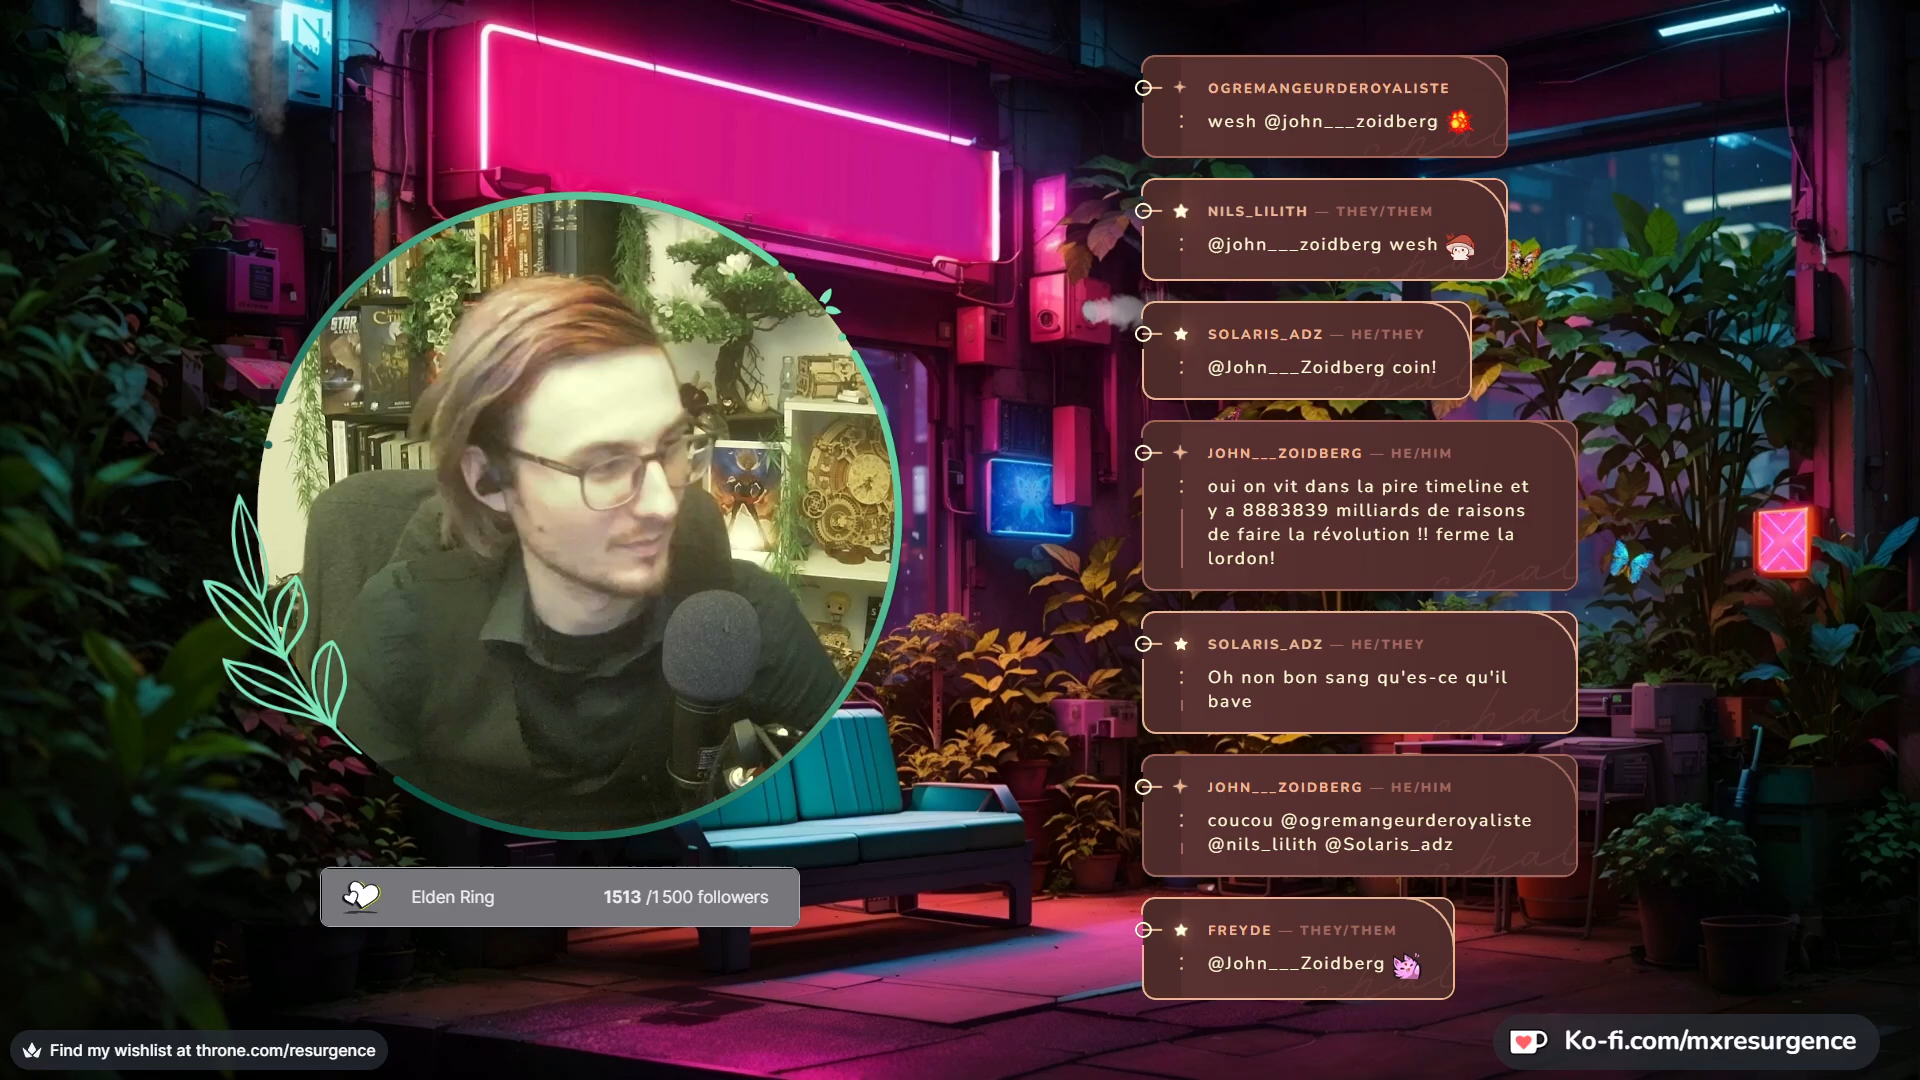 OGREMANGEURDEROYALISTE
wesh @john___zoidberg
NILS_LILITH — THEY/THEM
@john___zoidberg wesh
SOLARIS_ADZ — HE/THEY
@John___Zoidberg coin!
JOHN___ZOIDBERG — HE/HIM
oui on vit dans la pire timeline et
y a 8883839 milliards de raisons
de faire la révolution !! ferme la
lordon!
SOLARIS_ADZ — HE/THEY
Oh non bon sang qu'es-ce qu'il
bave
JOHN___ZOIDBERG — HE/HIM
coucou @ogremangeurderoyaliste
@nils_lilith @Solaris_adz
FREYDE — THEY/THEM
@John___Zoidberg
STAR
Elden Ring
1513 /1 500 followers
Find my wishlist at throne.com/resurgence
Ko-fi.com/mxresurgence